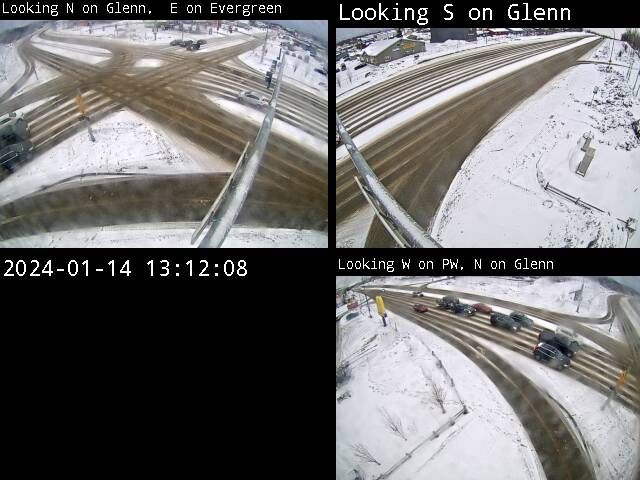 Looking N on Glenn, E on Evergreen
Looking S on Glenn
2024-01-14 13:12:08
Looking W on PW, N on Glenn